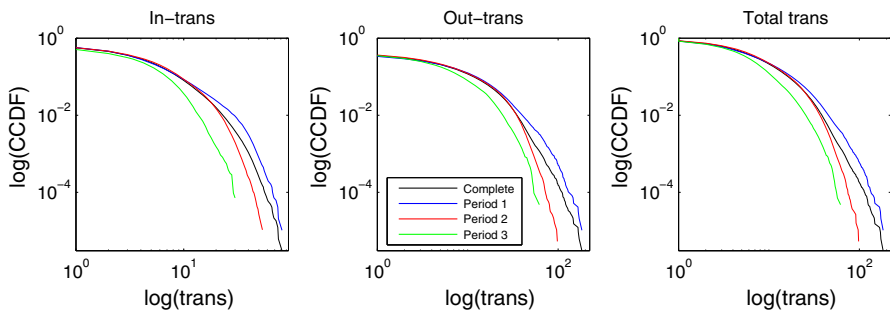 In−trans
Out−trans
Total trans
log(CCDF)
10^0
10^−2
10^−4
10^0
10^1
log(trans)
log(CCDF)
10^0
10^−2
10^−4
Complete
Period 1
Period 2
Period 3
10^0
10^2
log(trans)
log(CCDF)
10^0
10^−2
10^−4
10^0
10^2
log(trans)